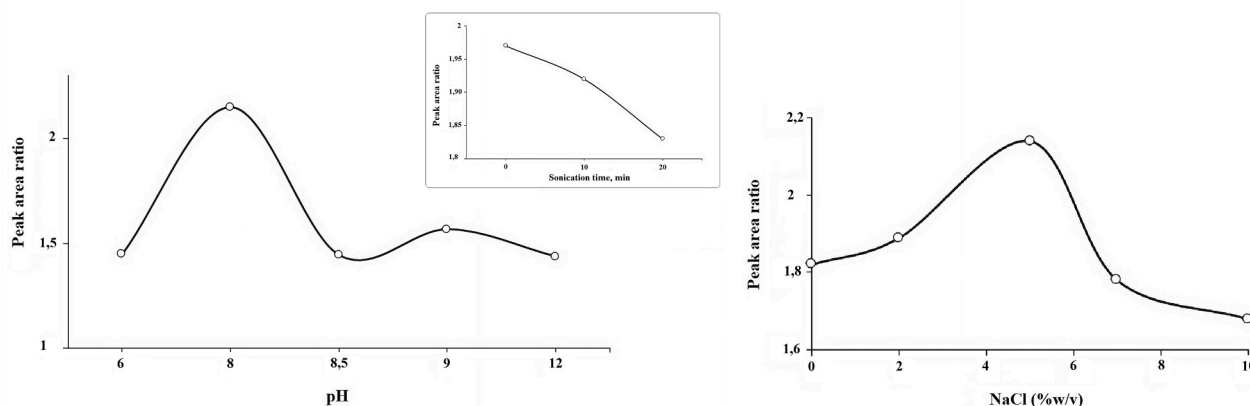 Peak area ratio
2
1,5
1
6 8 8,5 9 12
pH
Peak area ratio
2
1,95
1,90
1,85
1,8
0 10 20
Sonication time, min
Peak area ratio
2,2
2
1,8
1,6
0 2 4 6 8 10
NaCl (%w/v)